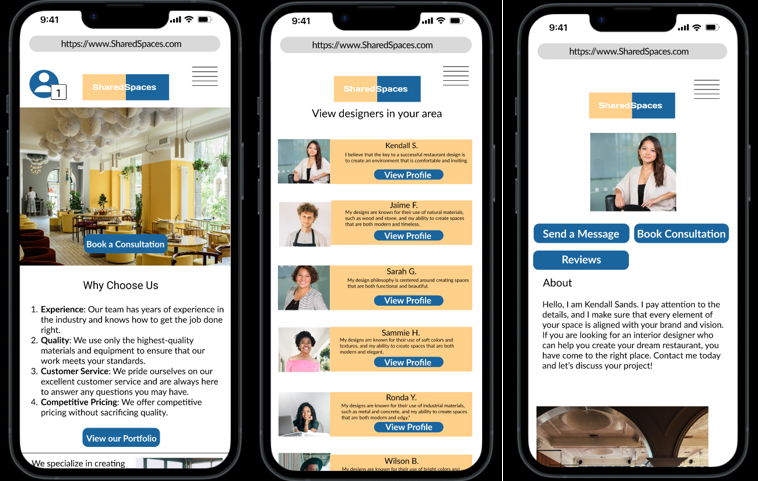 9:41
https://www.SharedSpaces.com
1
SharedSpaces
Book a Consultation
Why Choose Us
1. Experience: Our team has years of experience in
the industry and knows how to get the job done
right.
2. Quality: We use only the highest-quality
materials and equipment to ensure that our
work meets your standards.
3. Customer Service: We pride ourselves on our
excellent customer service and are always here
to answer any questions you may have.
4. Competitive Pricing: We offer competitive
pricing without sacrificing quality.
View our Portfolio
We specialize in creating
9:41
https://www.SharedSpaces.com
SharedSpaces
View designers in your area
Kendall S.
I believe that the key to a successful restaurant design is
to create an environment that is comfortable and inviting.
View Profile
Jaime F.
My designs are known for their use of natural materials,
such as wood and stone, and my ability to create spaces
that are both modern and timeless.
View Profile
Sarah G.
My design philosophy is centered around creating spaces
that are both functional and beautiful.
View Profile
Sammie H.
My designs are known for their use of soft colors and
textures, and my ability to create spaces that are both
modern and elegant.
View Profile
Ronda Y.
My designs are known for their use of industrial materials,
such as metal and concrete, and my ability to create spaces
that are both modern and edgy."
View Profile
Wilson B.
My designs are known for their use of bright colors and
9:41
https://www.SharedSpaces.com
SharedSpaces
Send a Message
Book Consultation
Reviews
About
Hello, I am Kendall Sands. I pay attention to the
details, and I make sure that every element of
your space is aligned with your brand and vision.
If you are looking for an interior designer who
can help you create your dream restaurant, you
have come to the right place. Contact me today
and let's discuss your project!